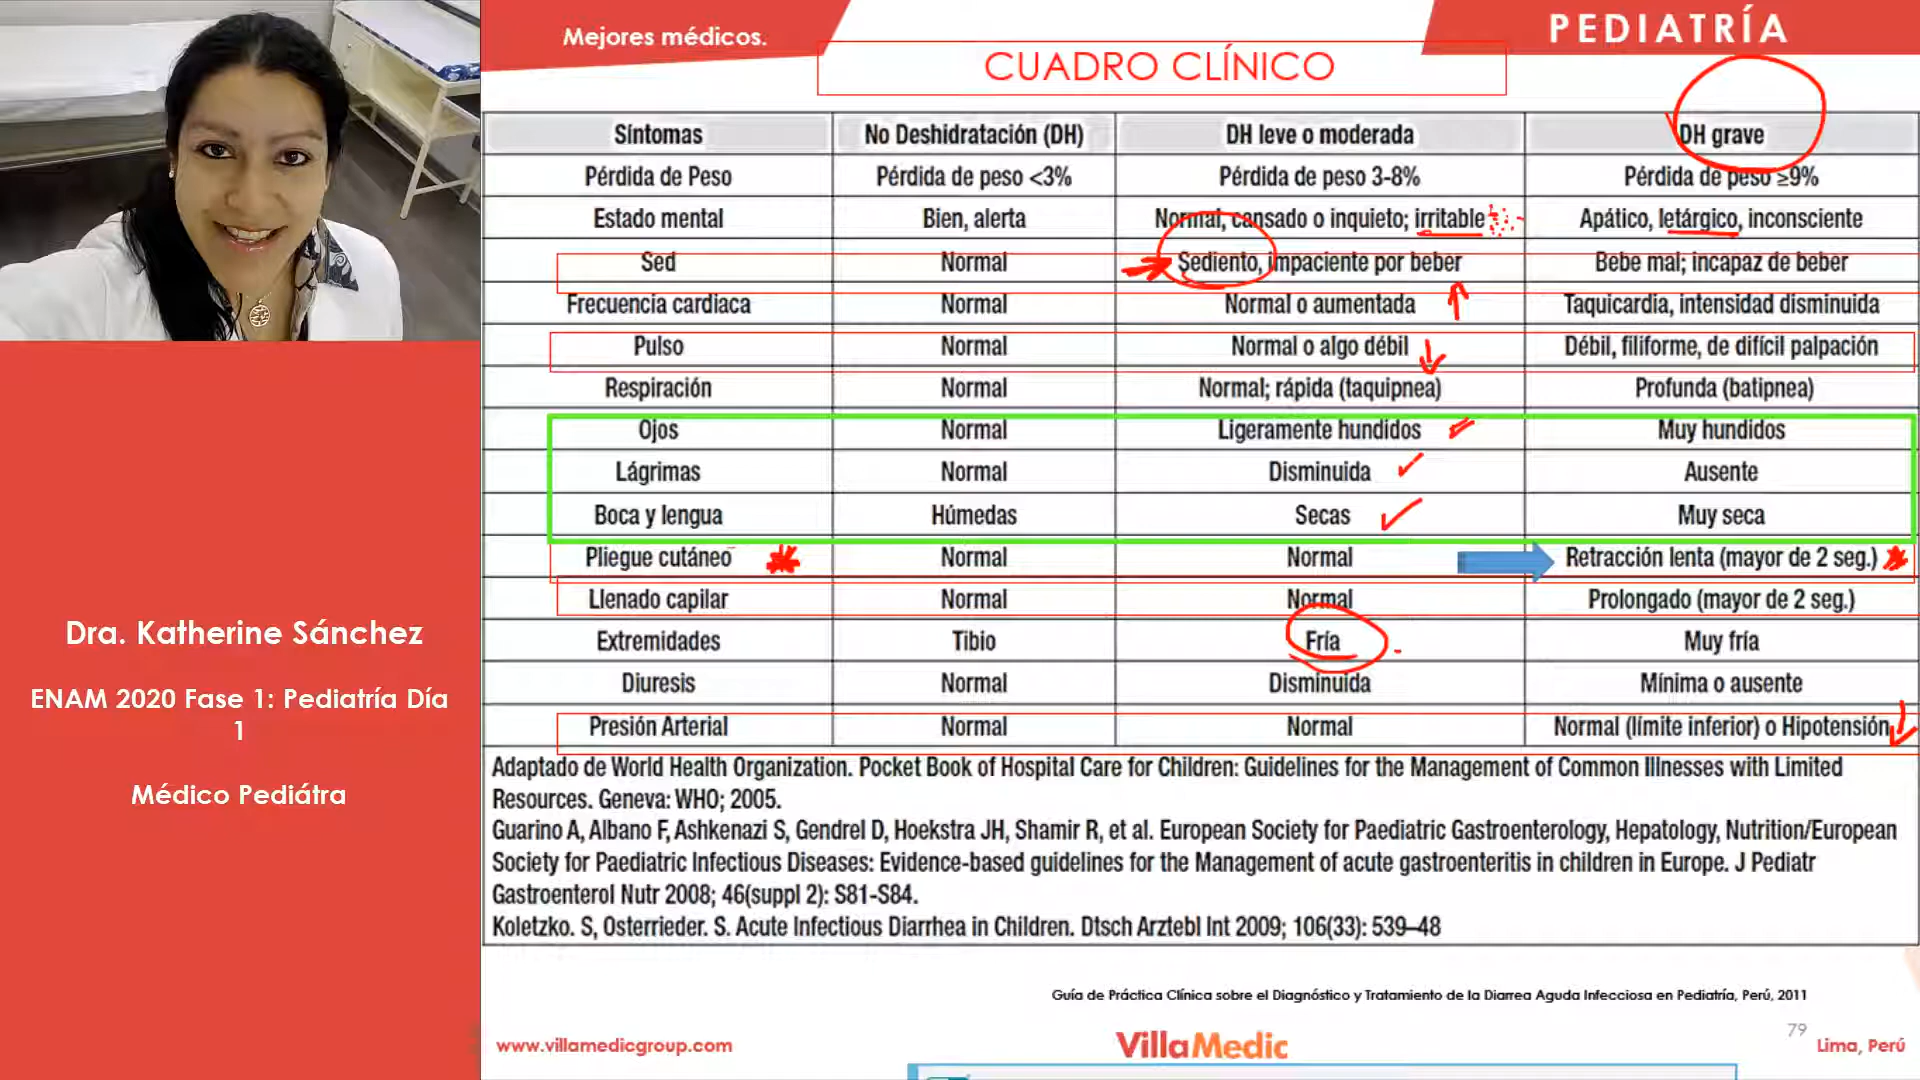 Mejores médicos.
PEDIATRÍA
CUADRO CLÍNICO
Síntomas No Deshidratación (DH) DH leve o moderada DH grave
Pérdida de Peso Pérdida de peso <3% Pérdida de peso 3-8% Pérdida de peso ≥9%
Estado mental Bien, alerta Normal, cansado o inquieto; irritable Apático, letárgico, inconsciente
Sed Normal Sediento, impaciente por beber Bebe mal; incapaz de beber
Frecuencia cardiaca Normal Normal o aumentada Taquicardia, intensidad disminuida
Pulso Normal Normal o algo débil Débil, filiforme, de difícil palpación
Respiración Normal Normal; rápida (taquipnea) Profunda (batipnea)
Ojos Normal Ligeramente hundidos Muy hundidos
Lágrimas Normal Disminuida Ausente
Boca y lengua Húmedas Secas Muy seca
Pliegue cutáneo Normal Normal Retracción lenta (mayor de 2 seg.)
Llenado capilar Normal Normal Prolongado (mayor de 2 seg.)
Extremidades Tibio Fría Muy fría
Diuresis Normal Disminuida Mínima o ausente
Presión Arterial Normal Normal Normal (límite inferior) o Hipotensión
Adaptado de World Health Organization. Pocket Book of Hospital Care for Children: Guidelines for the Management of Common Illnesses with Limited
Resources. Geneva: WHO; 2005.
Guarino A, Albano F, Ashkenazi S, Gendrel D, Hoekstra JH, Shamir R, et al. European Society for Paediatric Gastroenterology, Hepatology, Nutrition/European
Society for Paediatric Infectious Diseases: Evidence-based guidelines for the Management of acute gastroenteritis in children in Europe. J Pediatr
Gastroenterol Nutr 2008; 46(suppl 2): S81-S84.
Koletzko. S, Osterrieder. S. Acute Infectious Diarrhea in Children. Dtsch Arztebl Int 2009; 106(33): 539–48
Guía de Práctica Clínica sobre el Diagnóstico y Tratamiento de la Diarrea Aguda Infecciosa en Pediatría, Perú, 2011
79
www.villamedicgroup.com
VillaMedic
Lima, Perú
Dra. Katherine Sánchez
ENAM 2020 Fase 1: Pediatría Día
1
Médico Pediátra